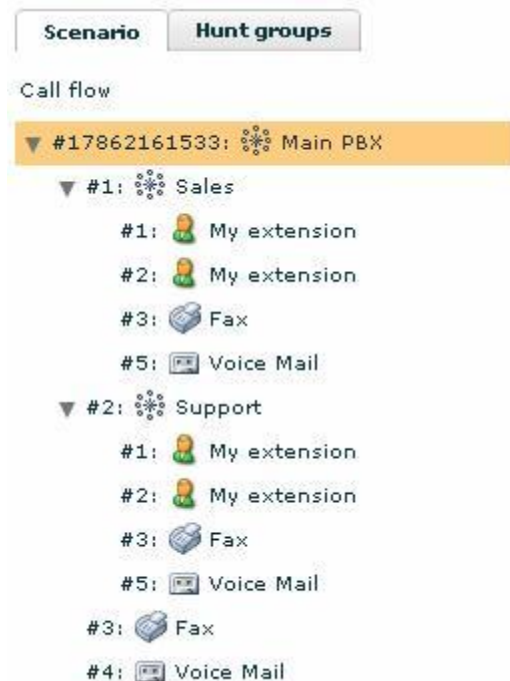 Scenario Hunt groups
Call flow
#17862161533: Main PBX
#1: Sales
#1: My extension
#2: My extension
#3: Fax
#5: Voice Mail
#2: Support
#1: My extension
#2: My extension
#3: Fax
#5: Voice Mail
#3: Fax
#4: Voice Mail